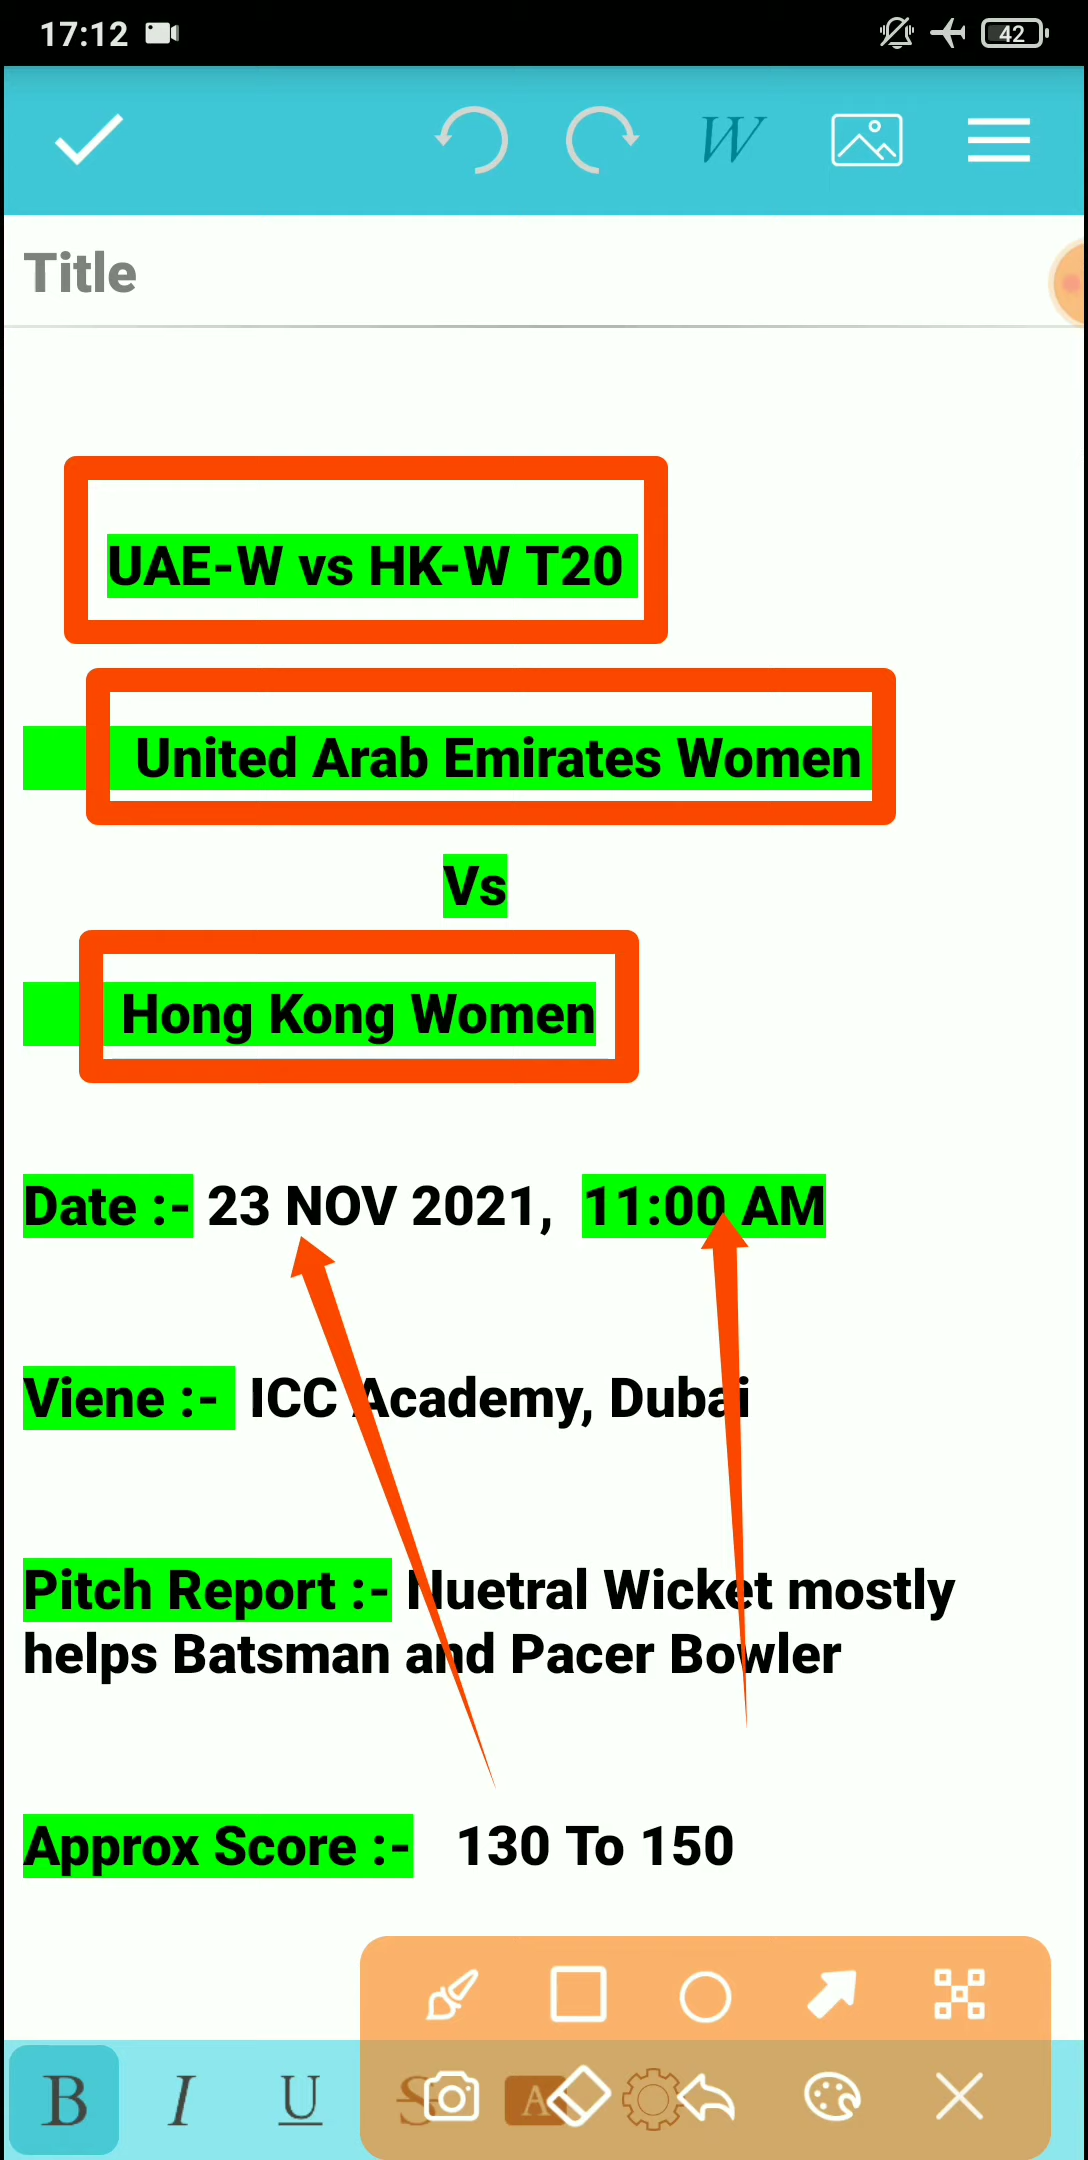 17:12 42
W
Title
UAE-W vs HK-W T20
United Arab Emirates Women
Vs
Hong Kong Women
Date :- 23 NOV 2021, 11:00 AM
Viene :- ICC Academy, Dubai
Pitch Report :- Nuetral Wicket mostly
helps Batsman and Pacer Bowler
Approx Score :- 130 To 150
B I U S A